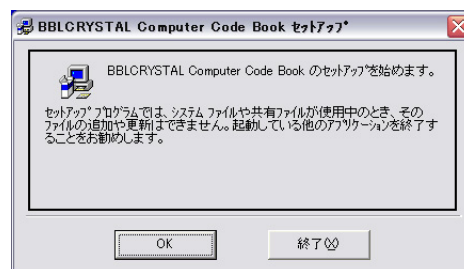 BBLCRYSTAL Computer Code Book ｾｯﾄｱｯﾌﾟ
BBLCRYSTAL Computer Code Book のｾｯﾄｱｯﾌﾟを始めます。
ｾｯﾄｱｯﾌﾟ ﾌﾟﾛｸﾞﾗﾑでは、ｼｽﾃﾑ ﾌｧｲﾙや共有ﾌｧｲﾙが使用中のとき、その
ﾌｧｲﾙの追加や更新はできません。起動している他のｱﾌﾟﾘｹｰｼｮﾝを終了す
ることをお勧めします。
OK
終了(X)